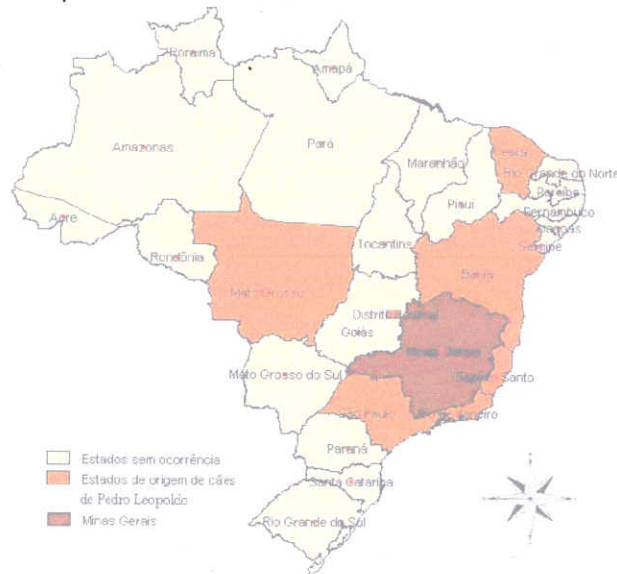 Roraima
Amapá
Amazonas
Pará
Maranhão
Ceará
Rio Grande do Norte
Paraíba
Piauí
Pernambuco
Alagoas
Acre
Sergipe
Tocantins
Rondônia
Bahia
Mato Grosso
Distrito Federal
Goiás
Minas Gerais
Mato Grosso do Sul
Espírito Santo
São Paulo
Rio de Janeiro
Paraná
Estados sem ocorrência
Estados de origem de cães
de Pedro Leopoldo
Minas Gerais
Santa Catarina
Rio Grande do Sul